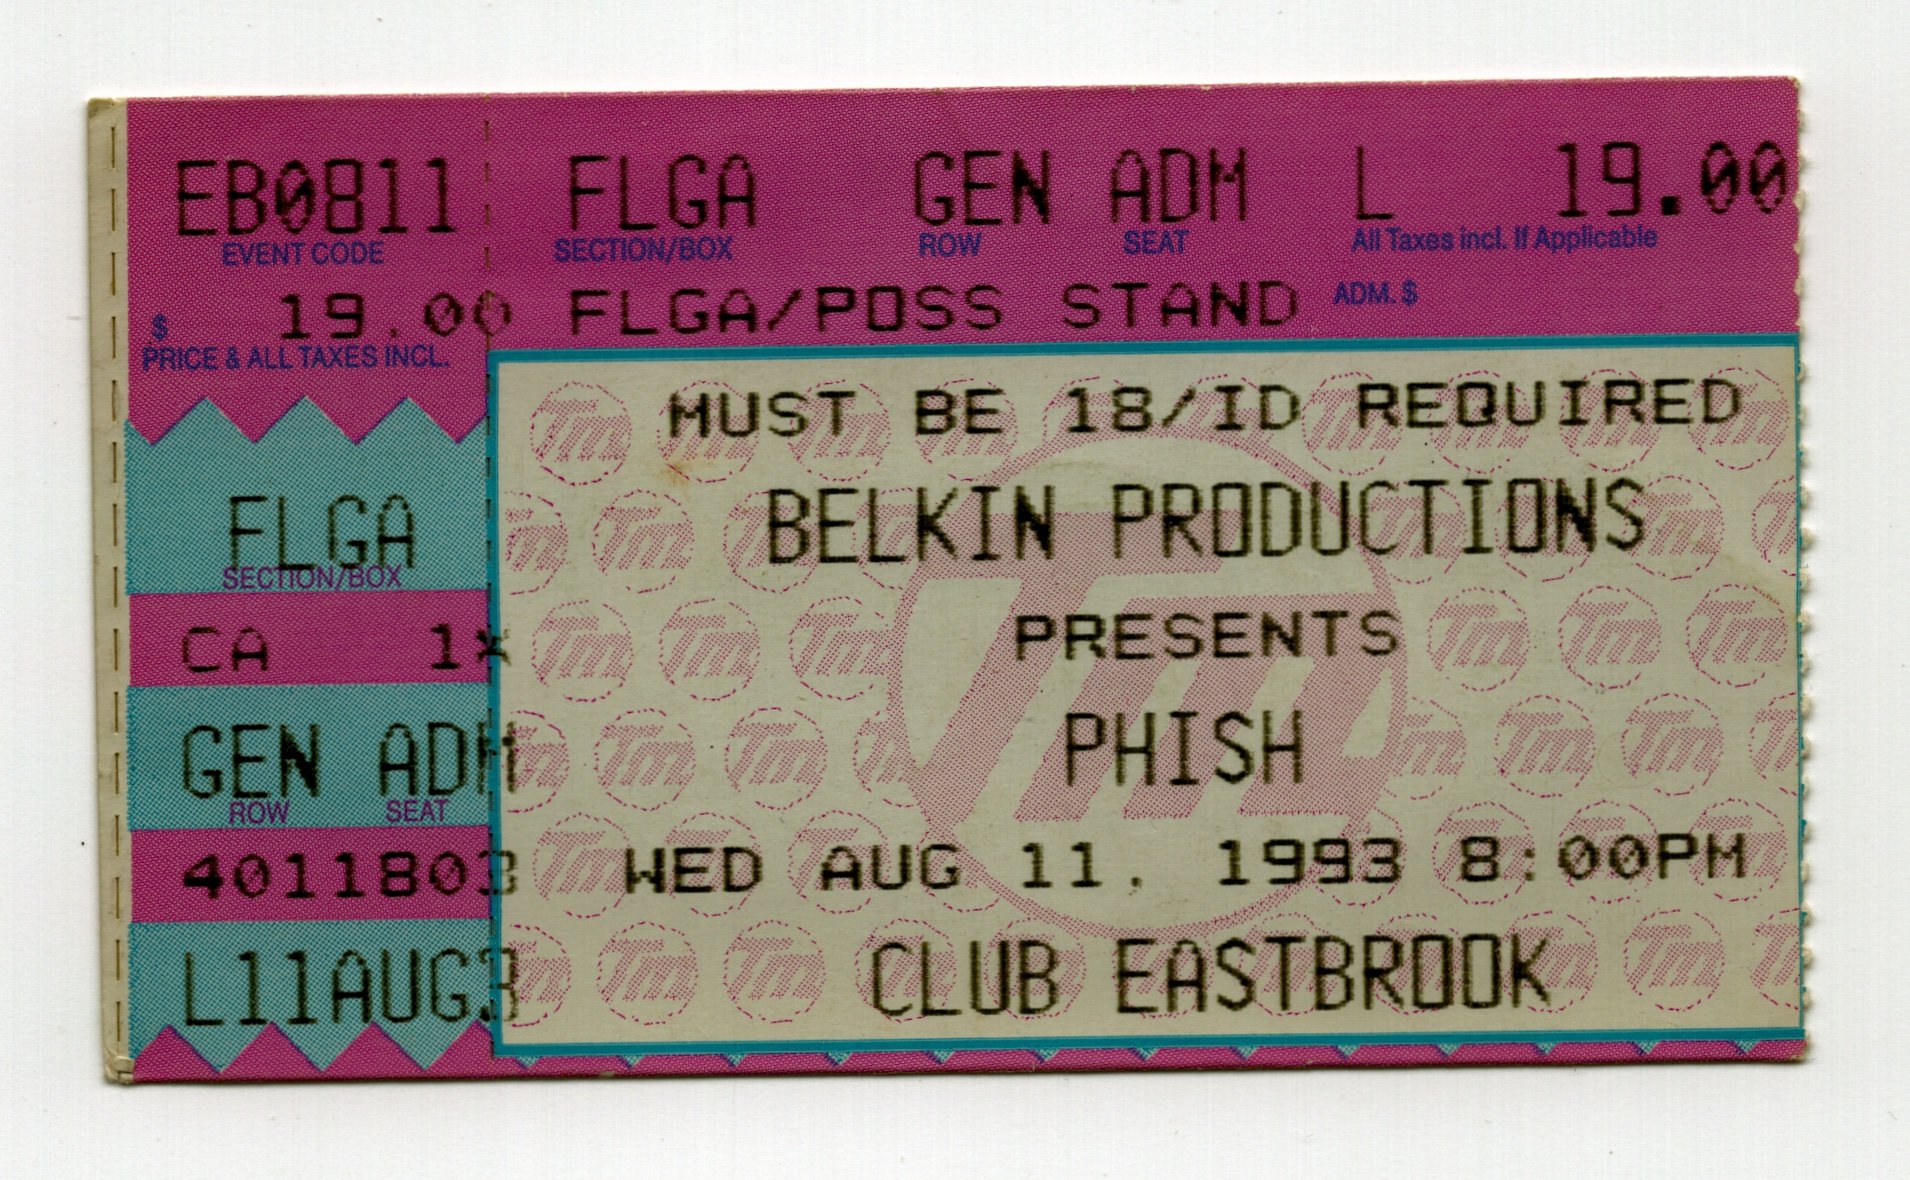 EB0811 FLGA GEN ADM L 19.00
EVENT CODE SECTION/BOX ROW SEAT All Taxes incl. If Applicable
$ 19.00 FLGA/POSS STAND ADM. $
PRICE & ALL TAXES INCL.
MUST BE 18/ID REQUIRED
FLGA BELKIN PRODUCTIONS
SECTION/BOX
CA 1* PRESENTS
GEN ADM PHISH
ROW SEAT
4011803 WED AUG 11, 1993 8:00PM
L11AUG3 CLUB EASTBROOK